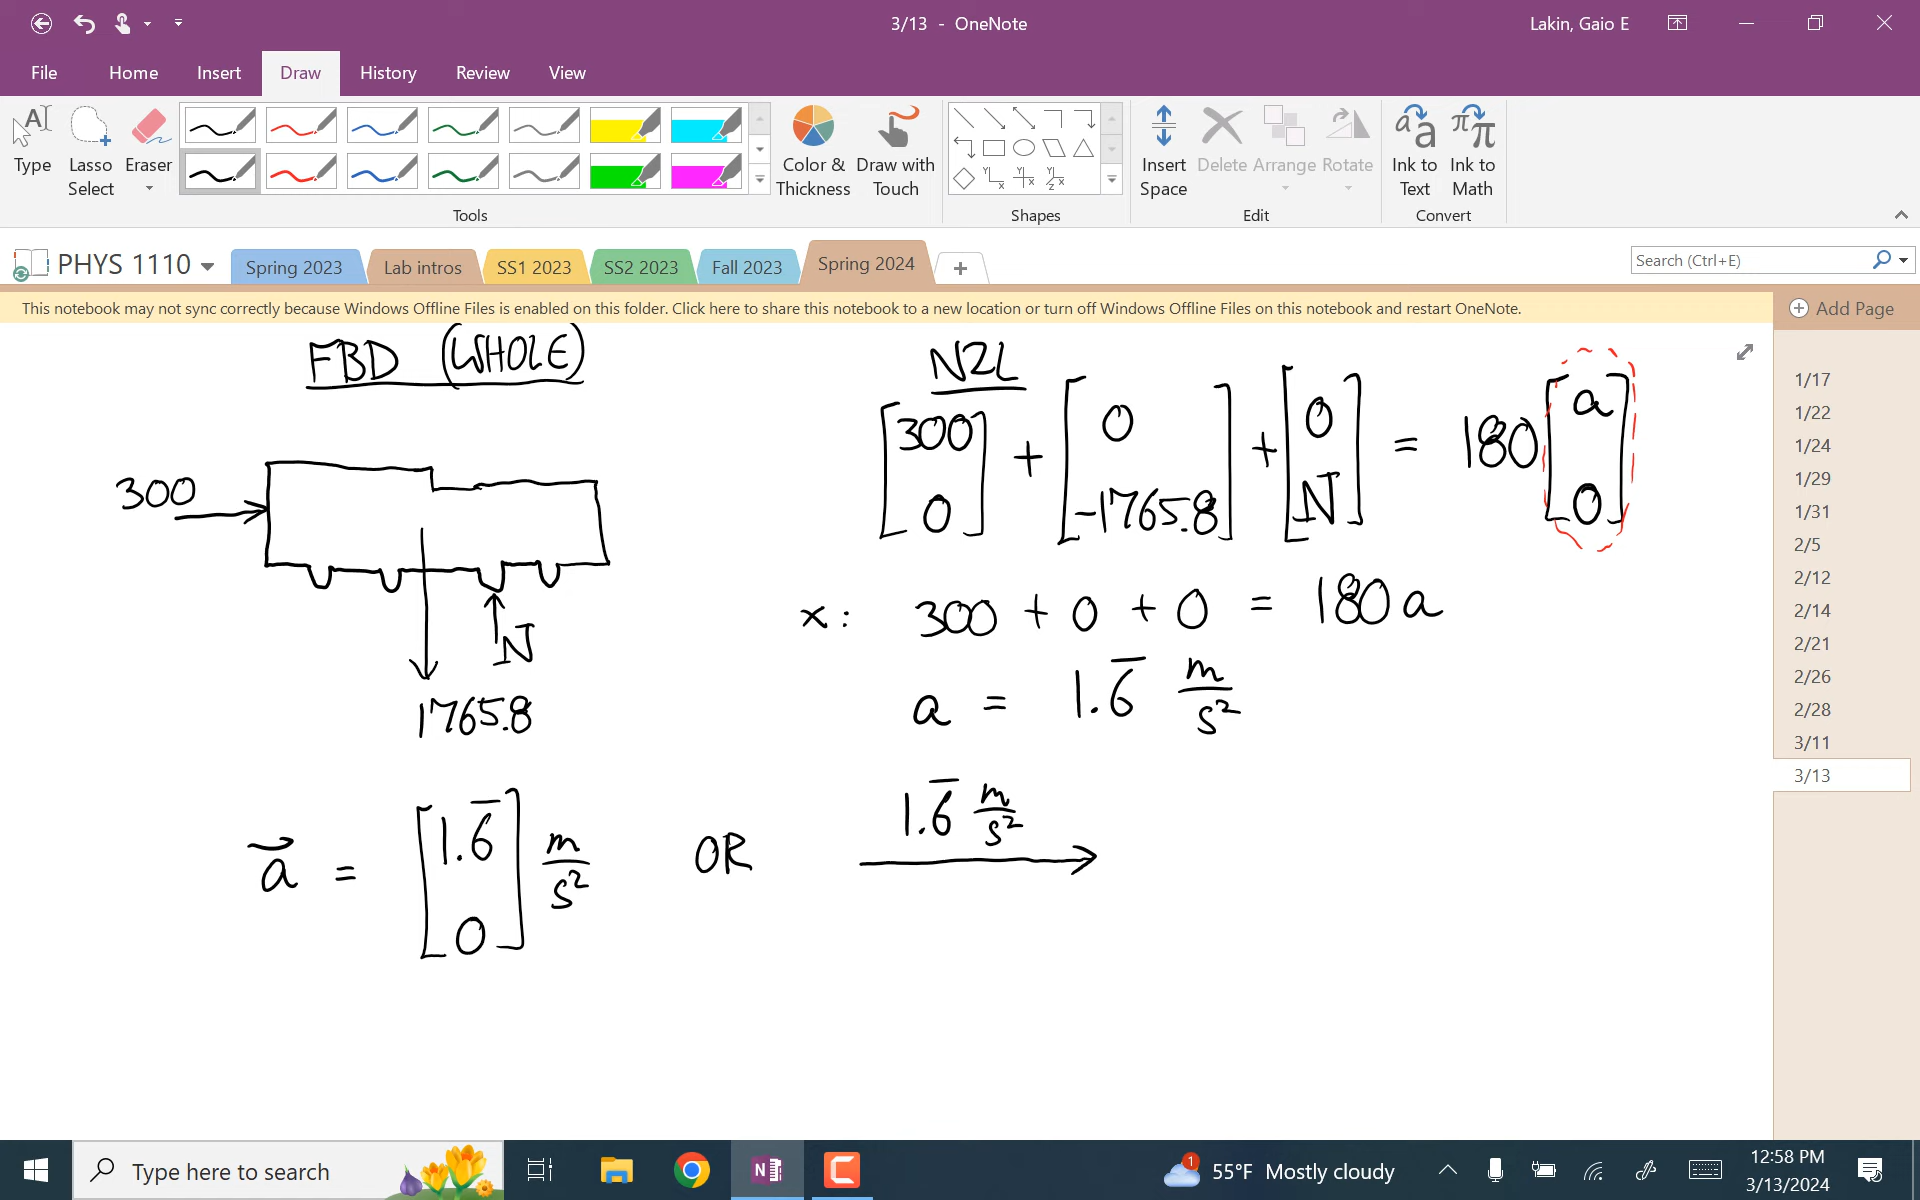 3/13 - OneNote
Lakin, Gaio E
File Home Insert Draw History Review View
Type
Lasso Select
Eraser
Color & Thickness
Draw with Touch
Insert Space
Delete
Arrange
Rotate
Ink to Text
Ink to Math
Tools
Shapes
Edit
Convert
PHYS 1110
Spring 2023
Lab intros
SS1 2023
SS2 2023
Fall 2023
Spring 2024
Search (Ctrl+E)
This notebook may not sync correctly because Windows Offline Files is enabled on this folder. Click here to share this notebook to a new location or turn off Windows Offline Files on this notebook and restart OneNote.
Add Page
1/17
1/22
1/24
1/29
1/31
2/5
2/12
2/14
2/21
2/26
2/28
3/11
3/13
FBD (WHOLE)
300
N
1765.8
N2L
[300 0] + [0 -1765.8] + [0 N] = 180 [a 0]
x: 300 + 0 + 0 = 180 a
a = 1.6̅ m/s²
a⃗ = [1.6̅ 0] m/s² OR 1.6̅ m/s²
Type here to search
N
1
55°F Mostly cloudy
12:58 PM
3/13/2024